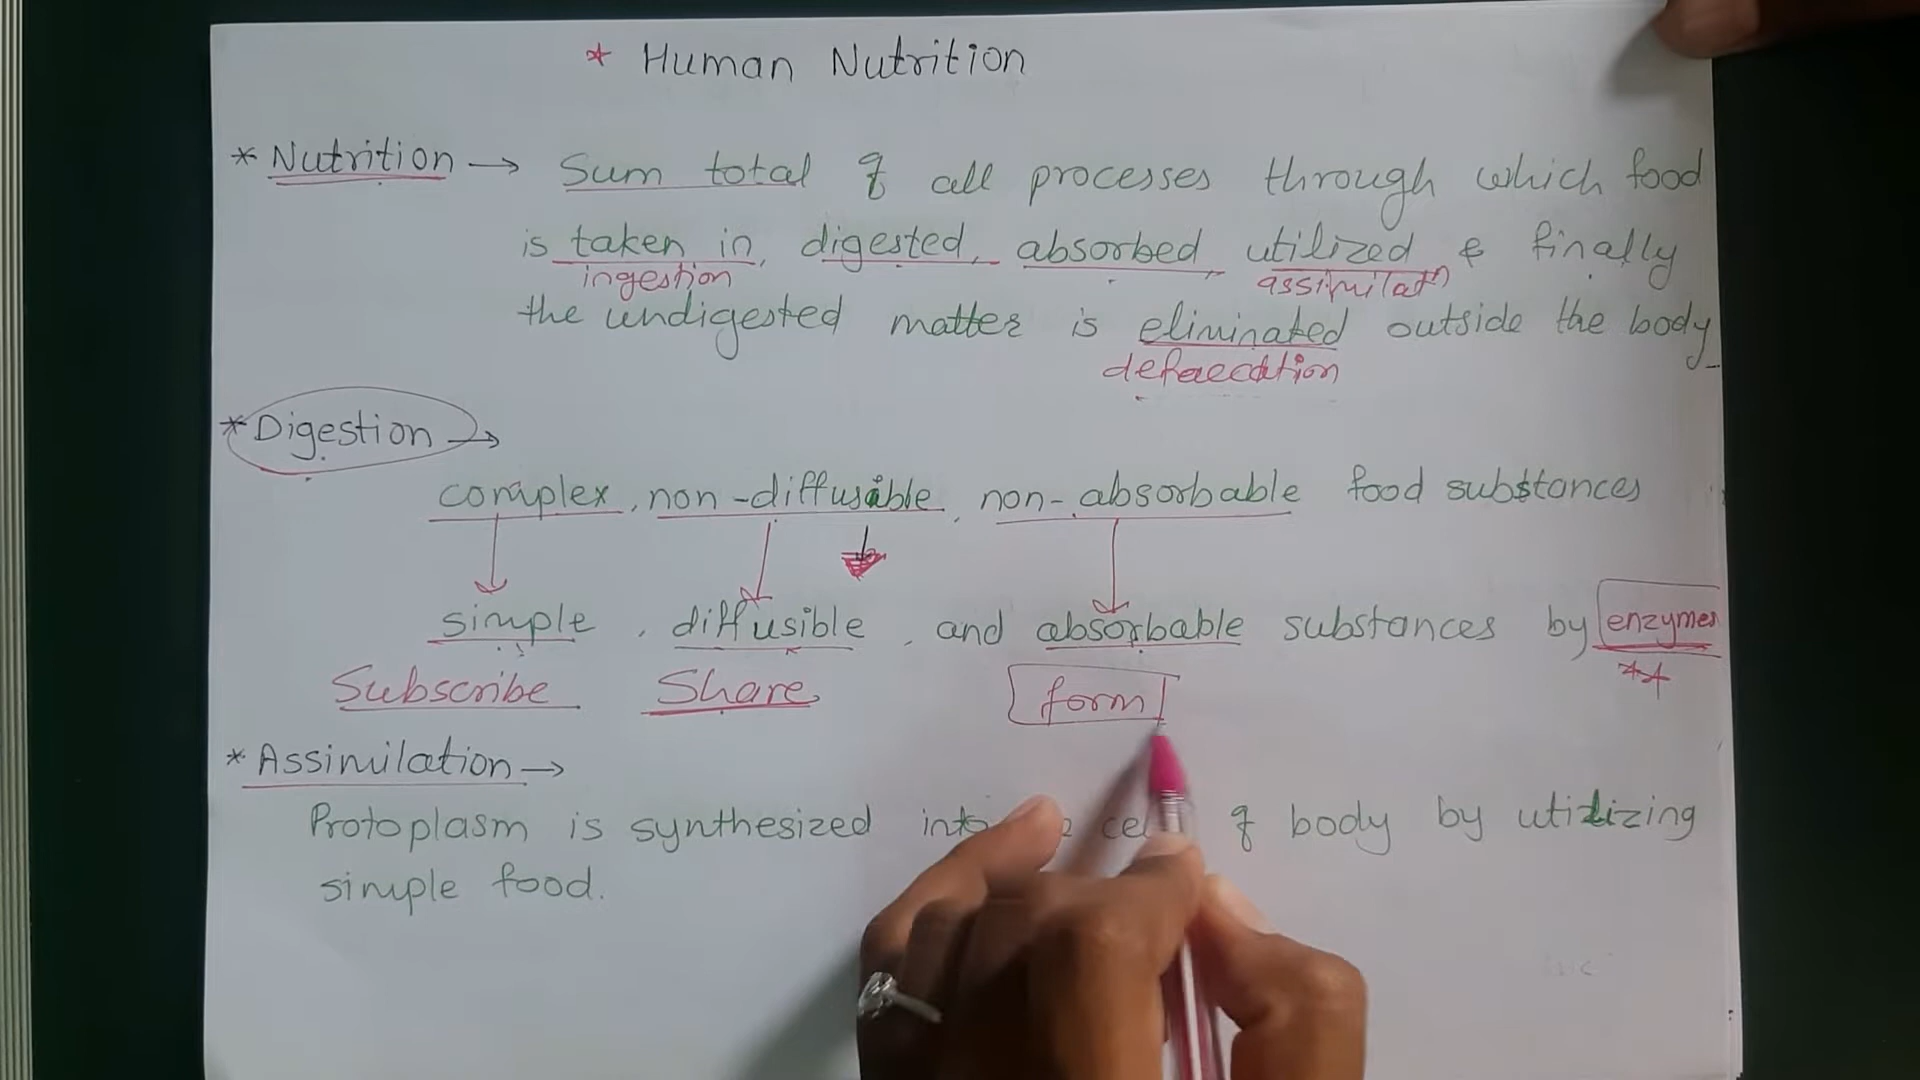 * Human Nutrition
* Nutrition → Sum total of all processes through which food
is taken in, digested, absorbed, utilized & finally
ingestion assimilatn
the undigested matter is eliminated outside the body
defaecation
* Digestion →
complex, non-diffusible, non-absorbable food substances
simple, diffusible, and absorbable substances by enzymes
Subscribe Share form
* Assimilation →
Protoplasm is synthesized into of body by utilizing
simple food.